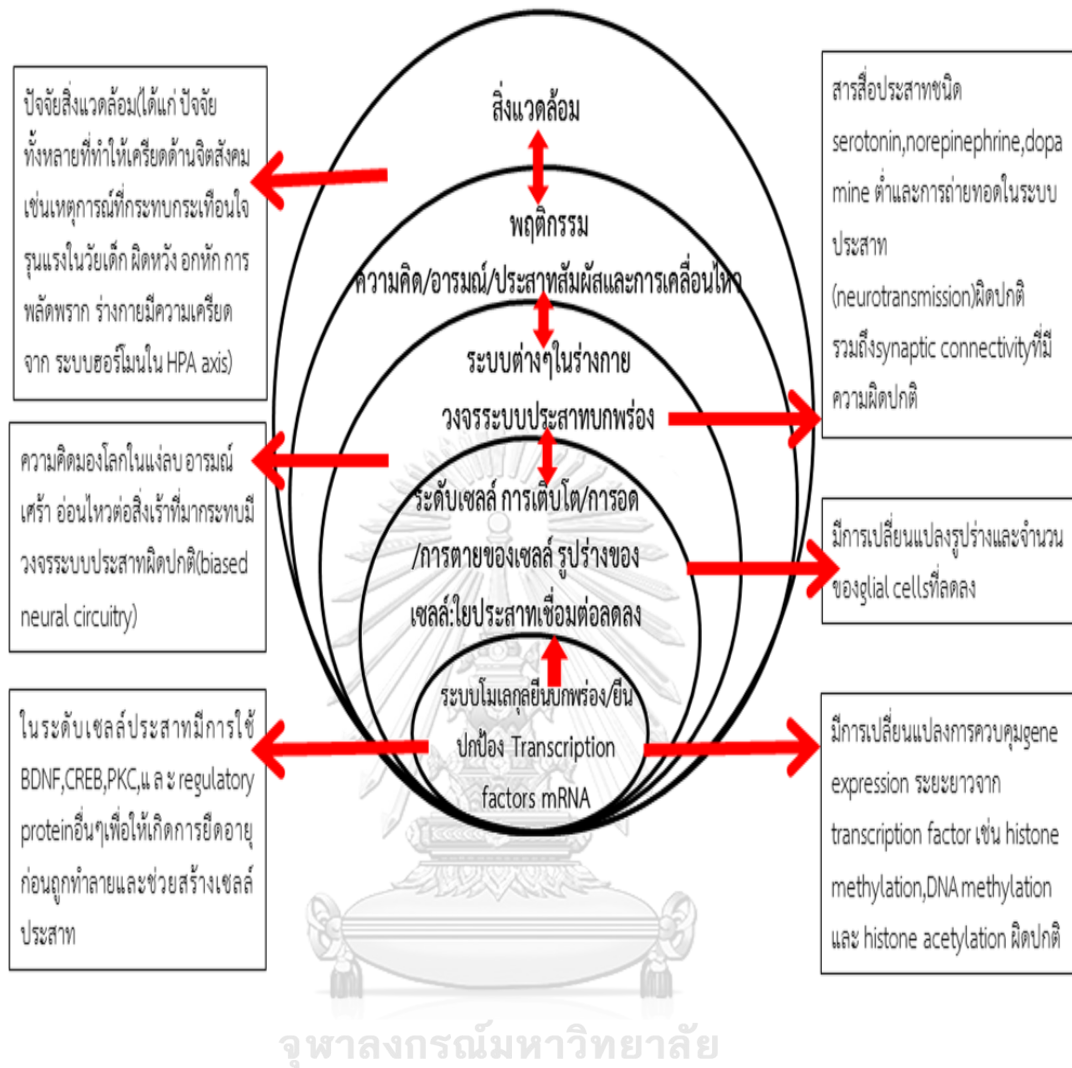 ปัจจัยสิ่งแวดล้อม(ได้แก่ ปัจจัย
ทั้งหลายที่ทำให้เครียดด้านจิตสังคม
เช่นเหตุการณ์ที่กระทบกระเทือนใจ
รุนแรงในวัยเด็ก ผิดหวัง อกหัก การ
พลัดพราก ร่างกายมีความเครียด
จาก ระบบฮอร์โมนใน HPA axis)
ความคิดมองโลกในแง่ลบ อารมณ์
เศร้า อ่อนไหวต่อสิ่งเร้าที่มากระทบมี
วงจรระบบประสาทผิดปกติ(biased
neural circuitry)
ในระดับเซลล์ประสาทมีการใช้
BDNF,CREB,PKC,และ regulatory
proteinอื่นๆเพื่อให้เกิดการยืดอายุ
ก่อนถูกทำลายและช่วยสร้างเซลล์
ประสาท
สิ่งแวดล้อม
พฤติกรรม
ความคิด/อารมณ์/ประสาทสัมผัสและการเคลื่อนไหว
ระบบต่างๆในร่างกาย
วงจรระบบประสาทบกพร่อง
ระดับเซลล์ การเติบโต/การอด
/การตายของเซลล์ รูปร่างของ
เซลล์:ใยประสาทเชื่อมต่อลดลง
ระบบโมเลกุลยีนบกพร่อง/ยีน
ปกป้อง Transcription
factors mRNA
สารสื่อประสาทชนิด
serotonin,norepinephrine,dopa
mine ต่ำและการถ่ายทอดในระบบ
ประสาท
(neurotransmission)ผิดปกติ
รวมถึงsynaptic connectivityที่มี
ความผิดปกติ
มีการเปลี่ยนแปลงรูปร่างและจำนวน
ของglial cellsที่ลดลง
มีการเปลี่ยนแปลงการควบคุมgene
expression ระยะยาวจาก
transcription factor เช่น histone
methylation,DNA methylation
และ histone acetylation ผิดปกติ
จุฬาลงกรณ์มหาวิทยาลัย